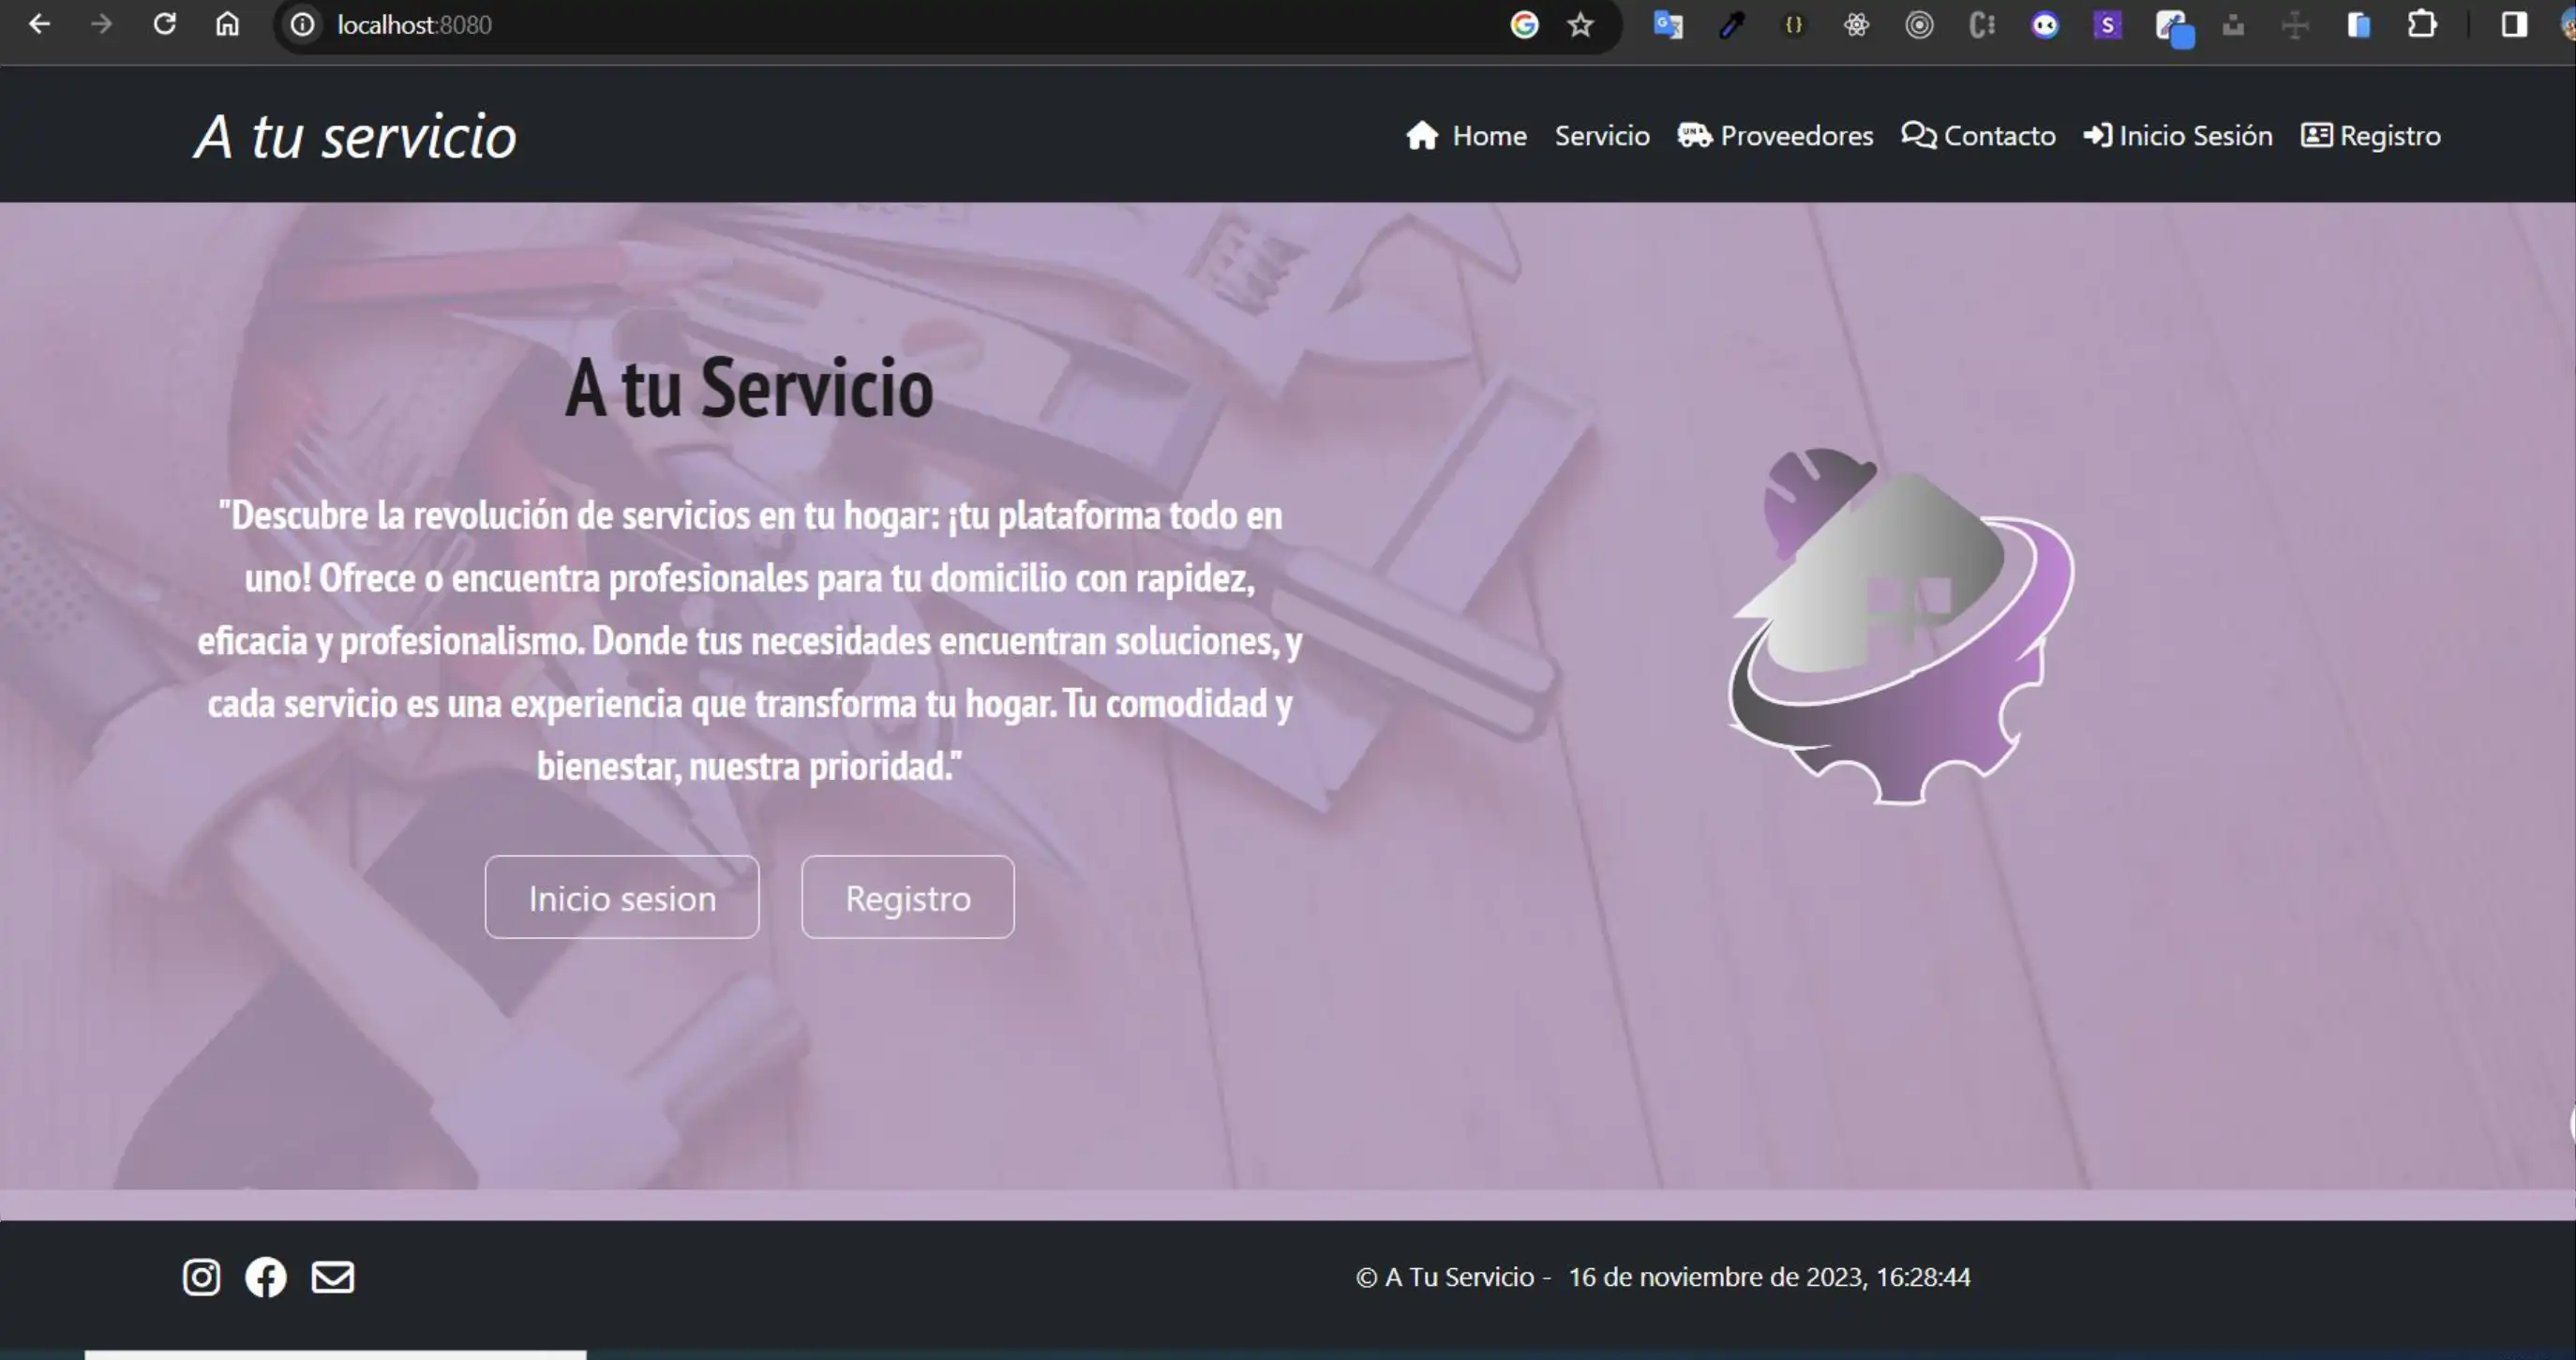 localhost:8080
A tu servicio
Home Servicio Proveedores Contacto Inicio Sesión Registro
A tu Servicio
"Descubre la revolución de servicios en tu hogar: ¡tu plataforma todo en
uno! Ofrece o encuentra profesionales para tu domicilio con rapidez,
eficacia y profesionalismo. Donde tus necesidades encuentran soluciones, y
cada servicio es una experiencia que transforma tu hogar. Tu comodidad y
bienestar, nuestra prioridad."
Inicio sesion Registro
© A Tu Servicio - 16 de noviembre de 2023, 16:28:44